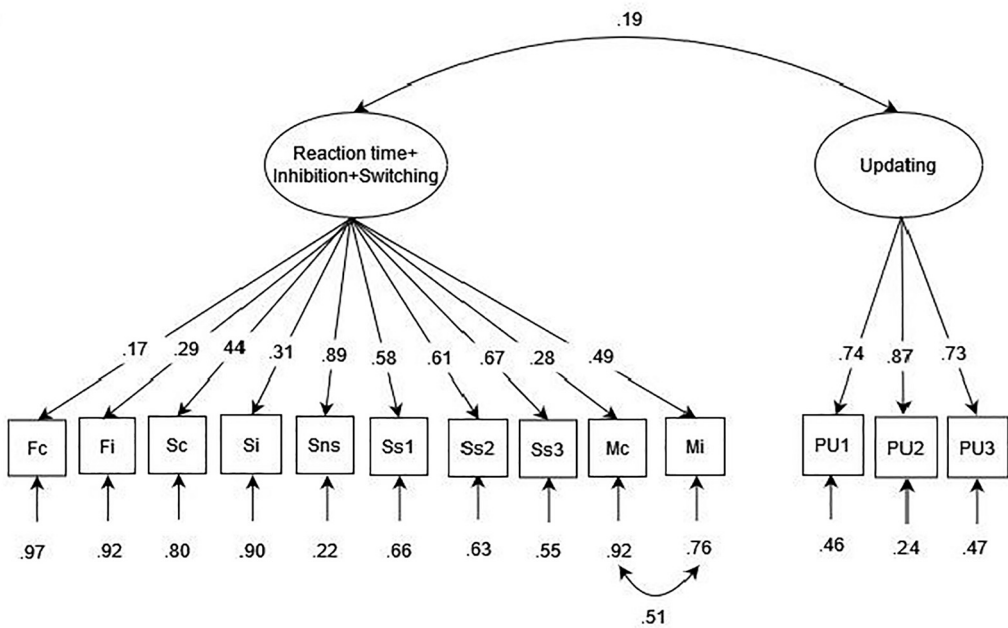 .19
Reaction time+
Inhibition+Switching
Updating
.17 .29 .44 .31 .89 .58 .61 .67 .28 .49 .74 .87 .73
Fc Fi Sc Si Sns Ss1 Ss2 Ss3 Mc Mi PU1 PU2 PU3
.97 .92 .80 .90 .22 .66 .63 .55 .92 .76 .46 .24 .47
.51